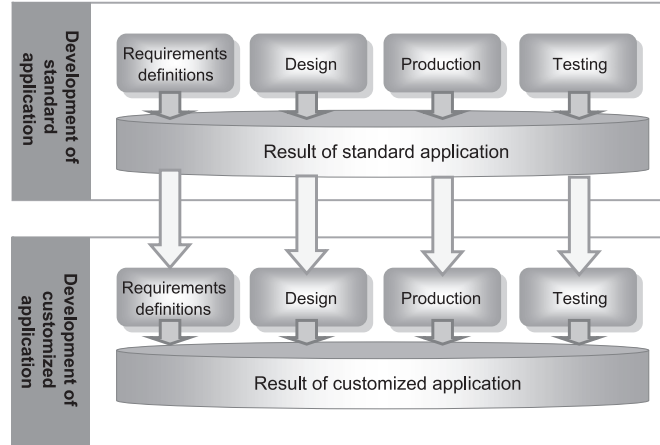 Development of
standard
application
Requirements
definitions
Design
Production
Testing
Result of standard application
Development of
customized
application
Requirements
definitions
Design
Production
Testing
Result of customized application